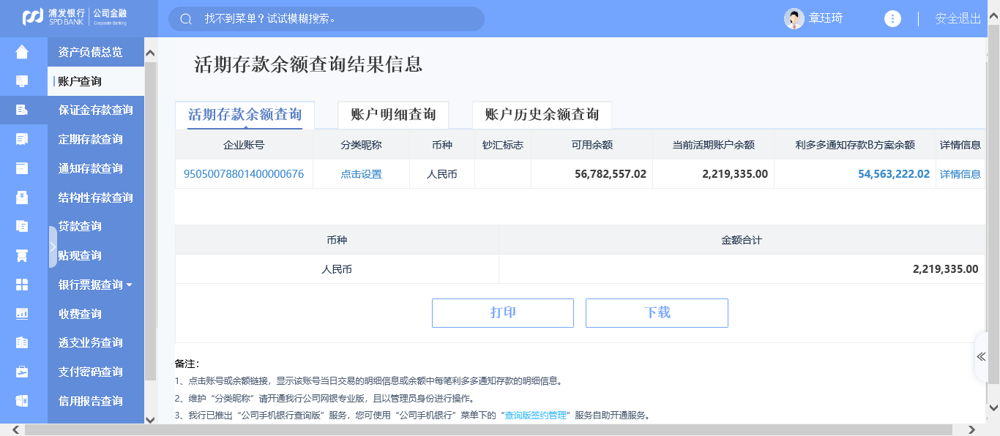 浦发银行 公司金融
SPD BANK Corporate Banking
找不到菜单？试试模糊搜索。
章珏琦
安全退出
资产负债总览
账户查询
保证金存款查询
定期存款查询
通知存款查询
结构性存款查询
贷款查询
贴现查询
银行票据查询
收费查询
透支业务查询
支付密码查询
信用报告查询
活期存款余额查询结果信息
活期存款余额查询 账户明细查询 账户历史余额查询
企业账号 分类昵称 币种 钞汇标志 可用余额 当前活期账户余额 利多多通知存款B方案余额 详情信息
95050078801400000676 点击设置 人民币 56,782,557.02 2,219,335.00 54,563,222.02 详情信息
币种 金额合计
人民币 2,219,335.00
打印 下载
备注：
1、点击账号或余额链接，显示该账号当日交易的明细信息或余额中每笔利多多通知存款的明细信息。
2、维护“分类昵称”请开通我行公司网银专业版，且以管理员身份进行操作。
3、我行已推出“公司手机银行查询版”服务，您可使用“公司手机银行”菜单下的“查询版签约管理”服务自助开通服务。